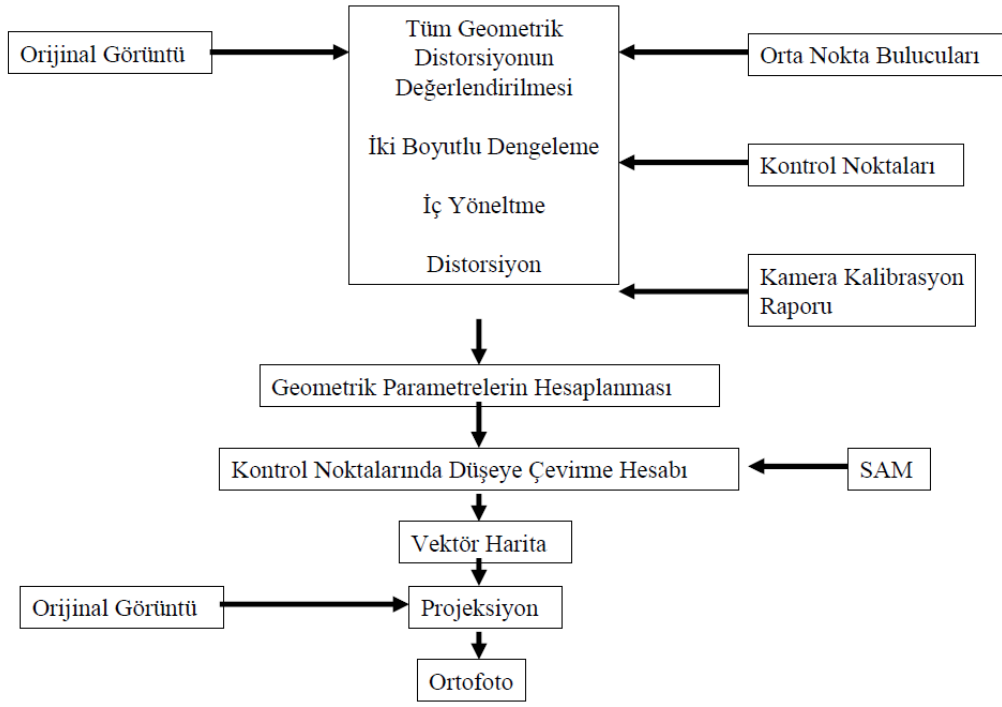 Orijinal Görüntü
Tüm Geometrik
Distorsiyonun
Değerlendirilmesi
İki Boyutlu Dengeleme
İç Yöneltme
Distorsiyon
Orta Nokta Bulucuları
Kontrol Noktaları
Kamera Kalibrasyon
Raporu
Geometrik Parametrelerin Hesaplanması
Kontrol Noktalarında Düşeye Çevirme Hesabı
SAM
Vektör Harita
Orijinal Görüntü
Projeksiyon
Ortofoto